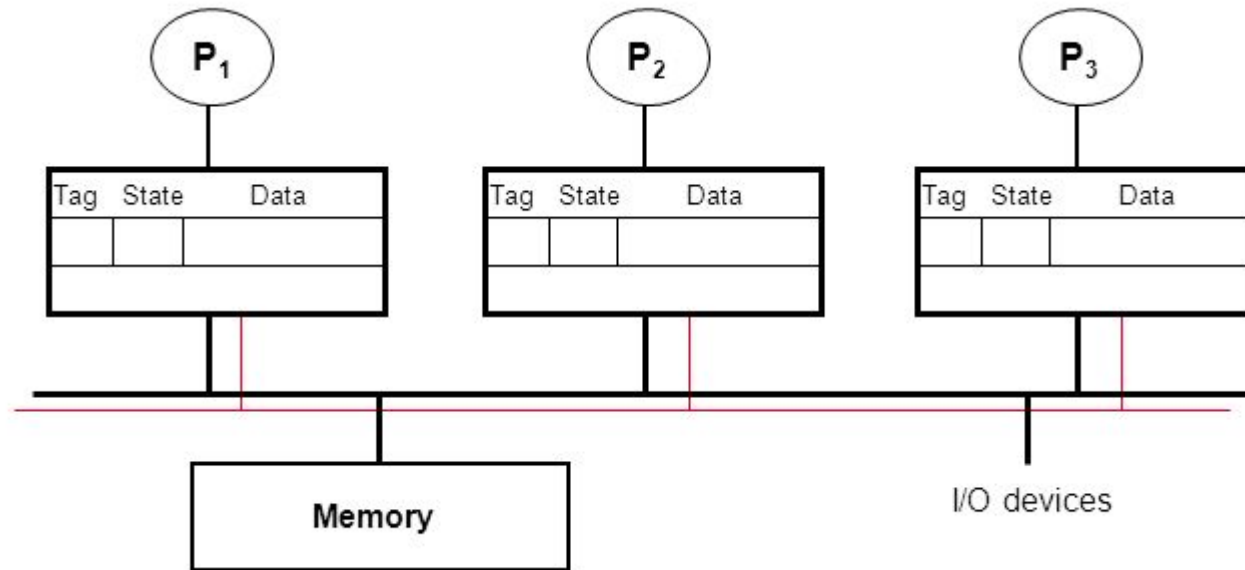 P1 P2 P3
Tag State Data Tag State Data Tag State Data
I/O devices
Memory